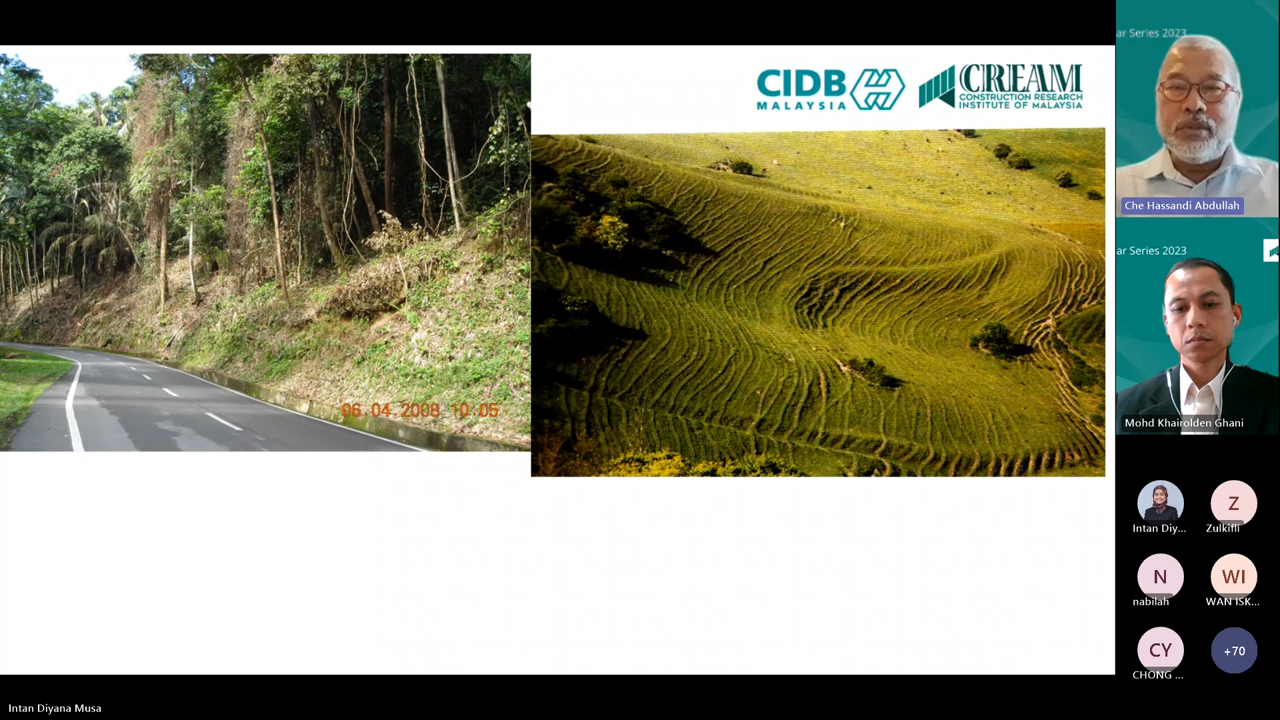 CIDB
MALAYSIA
CREAM
CONSTRUCTION RESEARCH
INSTITUTE OF MALAYSIA
06.04.2008 10:05
ar Series 2023
Che Hassandi Abdullah
ar Series 2023
Mohd Khairolden Ghani
Intan Diy...
Z
Zulkifli
N
nabilah
WI
WAN ISK...
CY
CHONG ...
+70
Intan Diyana Musa